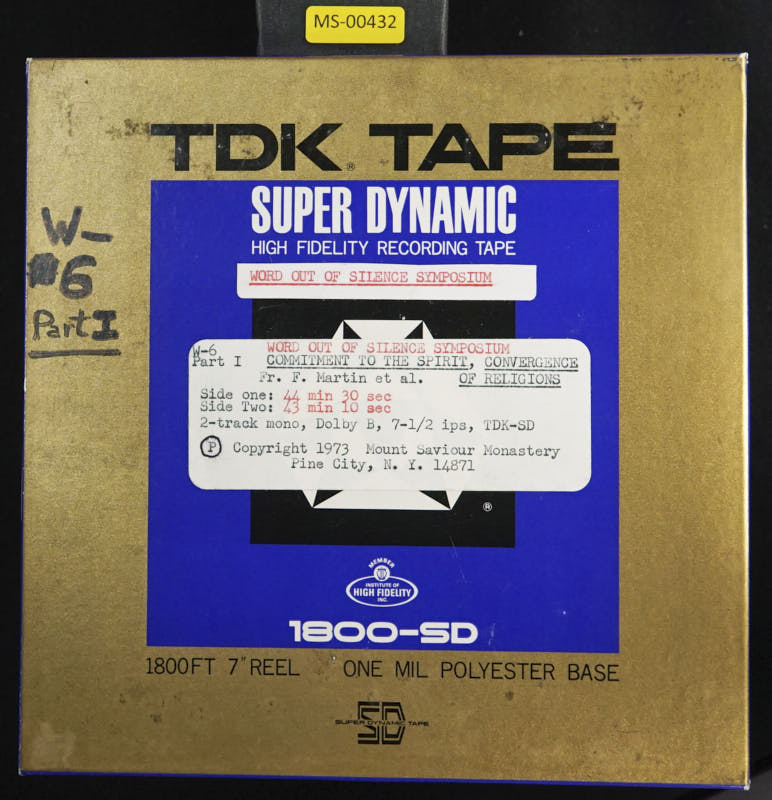 MS-00432
TDK® TAPE
SUPER DYNAMIC
HIGH FIDELITY RECORDING TAPE
WORD OUT OF SILENCE SYMPOSIUM
W-
#6
Part I
W-6 WORD OUT OF SILENCE SYMPOSIUM
Part I COMMITMENT TO THE SPIRIT, CONVERGENCE
Fr. F. Martin et al. OF RELIGIONS
Side one: 44 min 30 sec
Side Two: 43 min 10 sec
2-track mono, Dolby B, 7-1/2 ips, TDK-SD
Ⓟ Copyright 1973 Mount Saviour Monastery
Pine City, N. Y. 14871
®
MEMBER
INSTITUTE OF
HIGH FIDELITY
INC.
1800-SD
1800FT 7" REEL ONE MIL POLYESTER BASE
SD
SUPER DYNAMIC TAPE